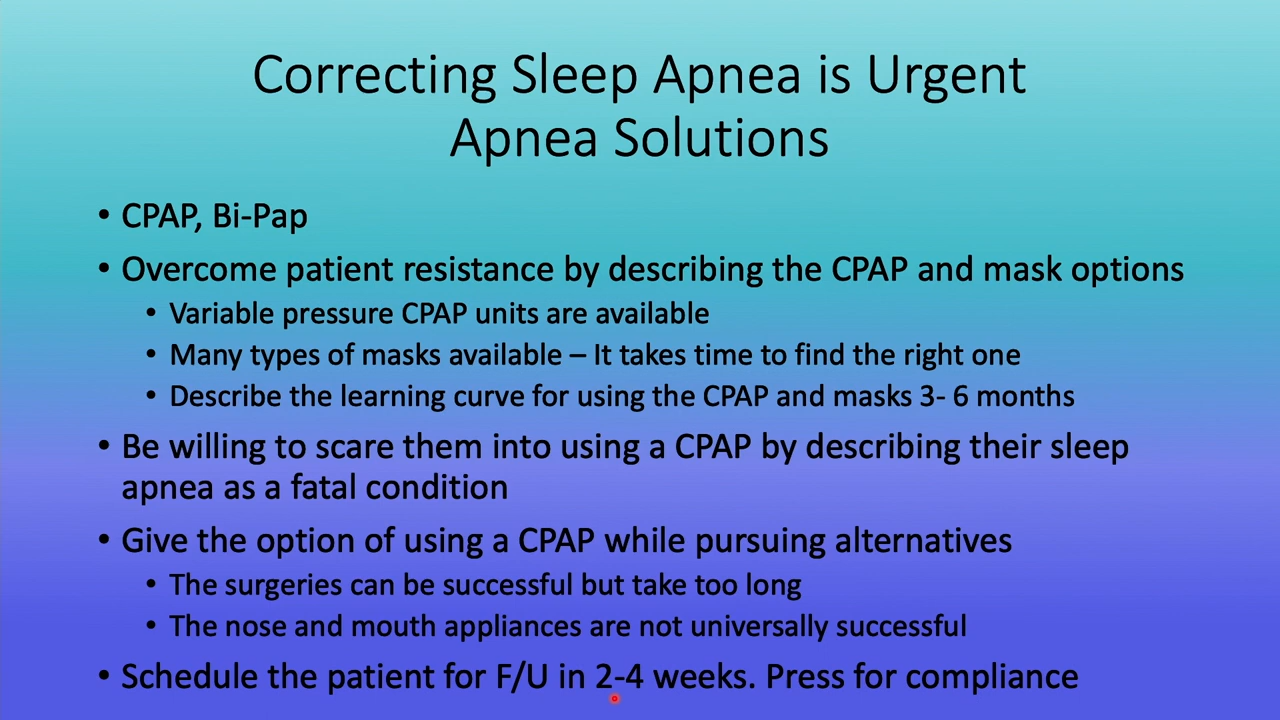 Correcting Sleep Apnea is Urgent
Apnea Solutions
• CPAP, Bi-Pap
• Overcome patient resistance by describing the CPAP and mask options
• Variable pressure CPAP units are available
• Many types of masks available – It takes time to find the right one
• Describe the learning curve for using the CPAP and masks 3- 6 months
• Be willing to scare them into using a CPAP by describing their sleep
apnea as a fatal condition
• Give the option of using a CPAP while pursuing alternatives
• The surgeries can be successful but take too long
• The nose and mouth appliances are not universally successful
• Schedule the patient for F/U in 2-4 weeks. Press for compliance